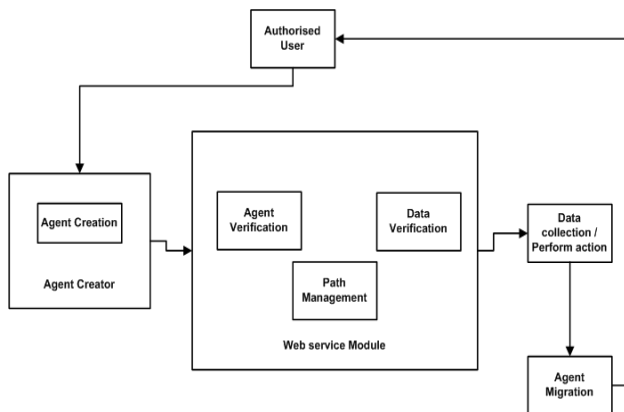 Authorised
User
Agent Creation
Agent Creator
Agent
Verification
Data
Verification
Path
Management
Web service Module
Data
collection /
Perform action
Agent
Migration